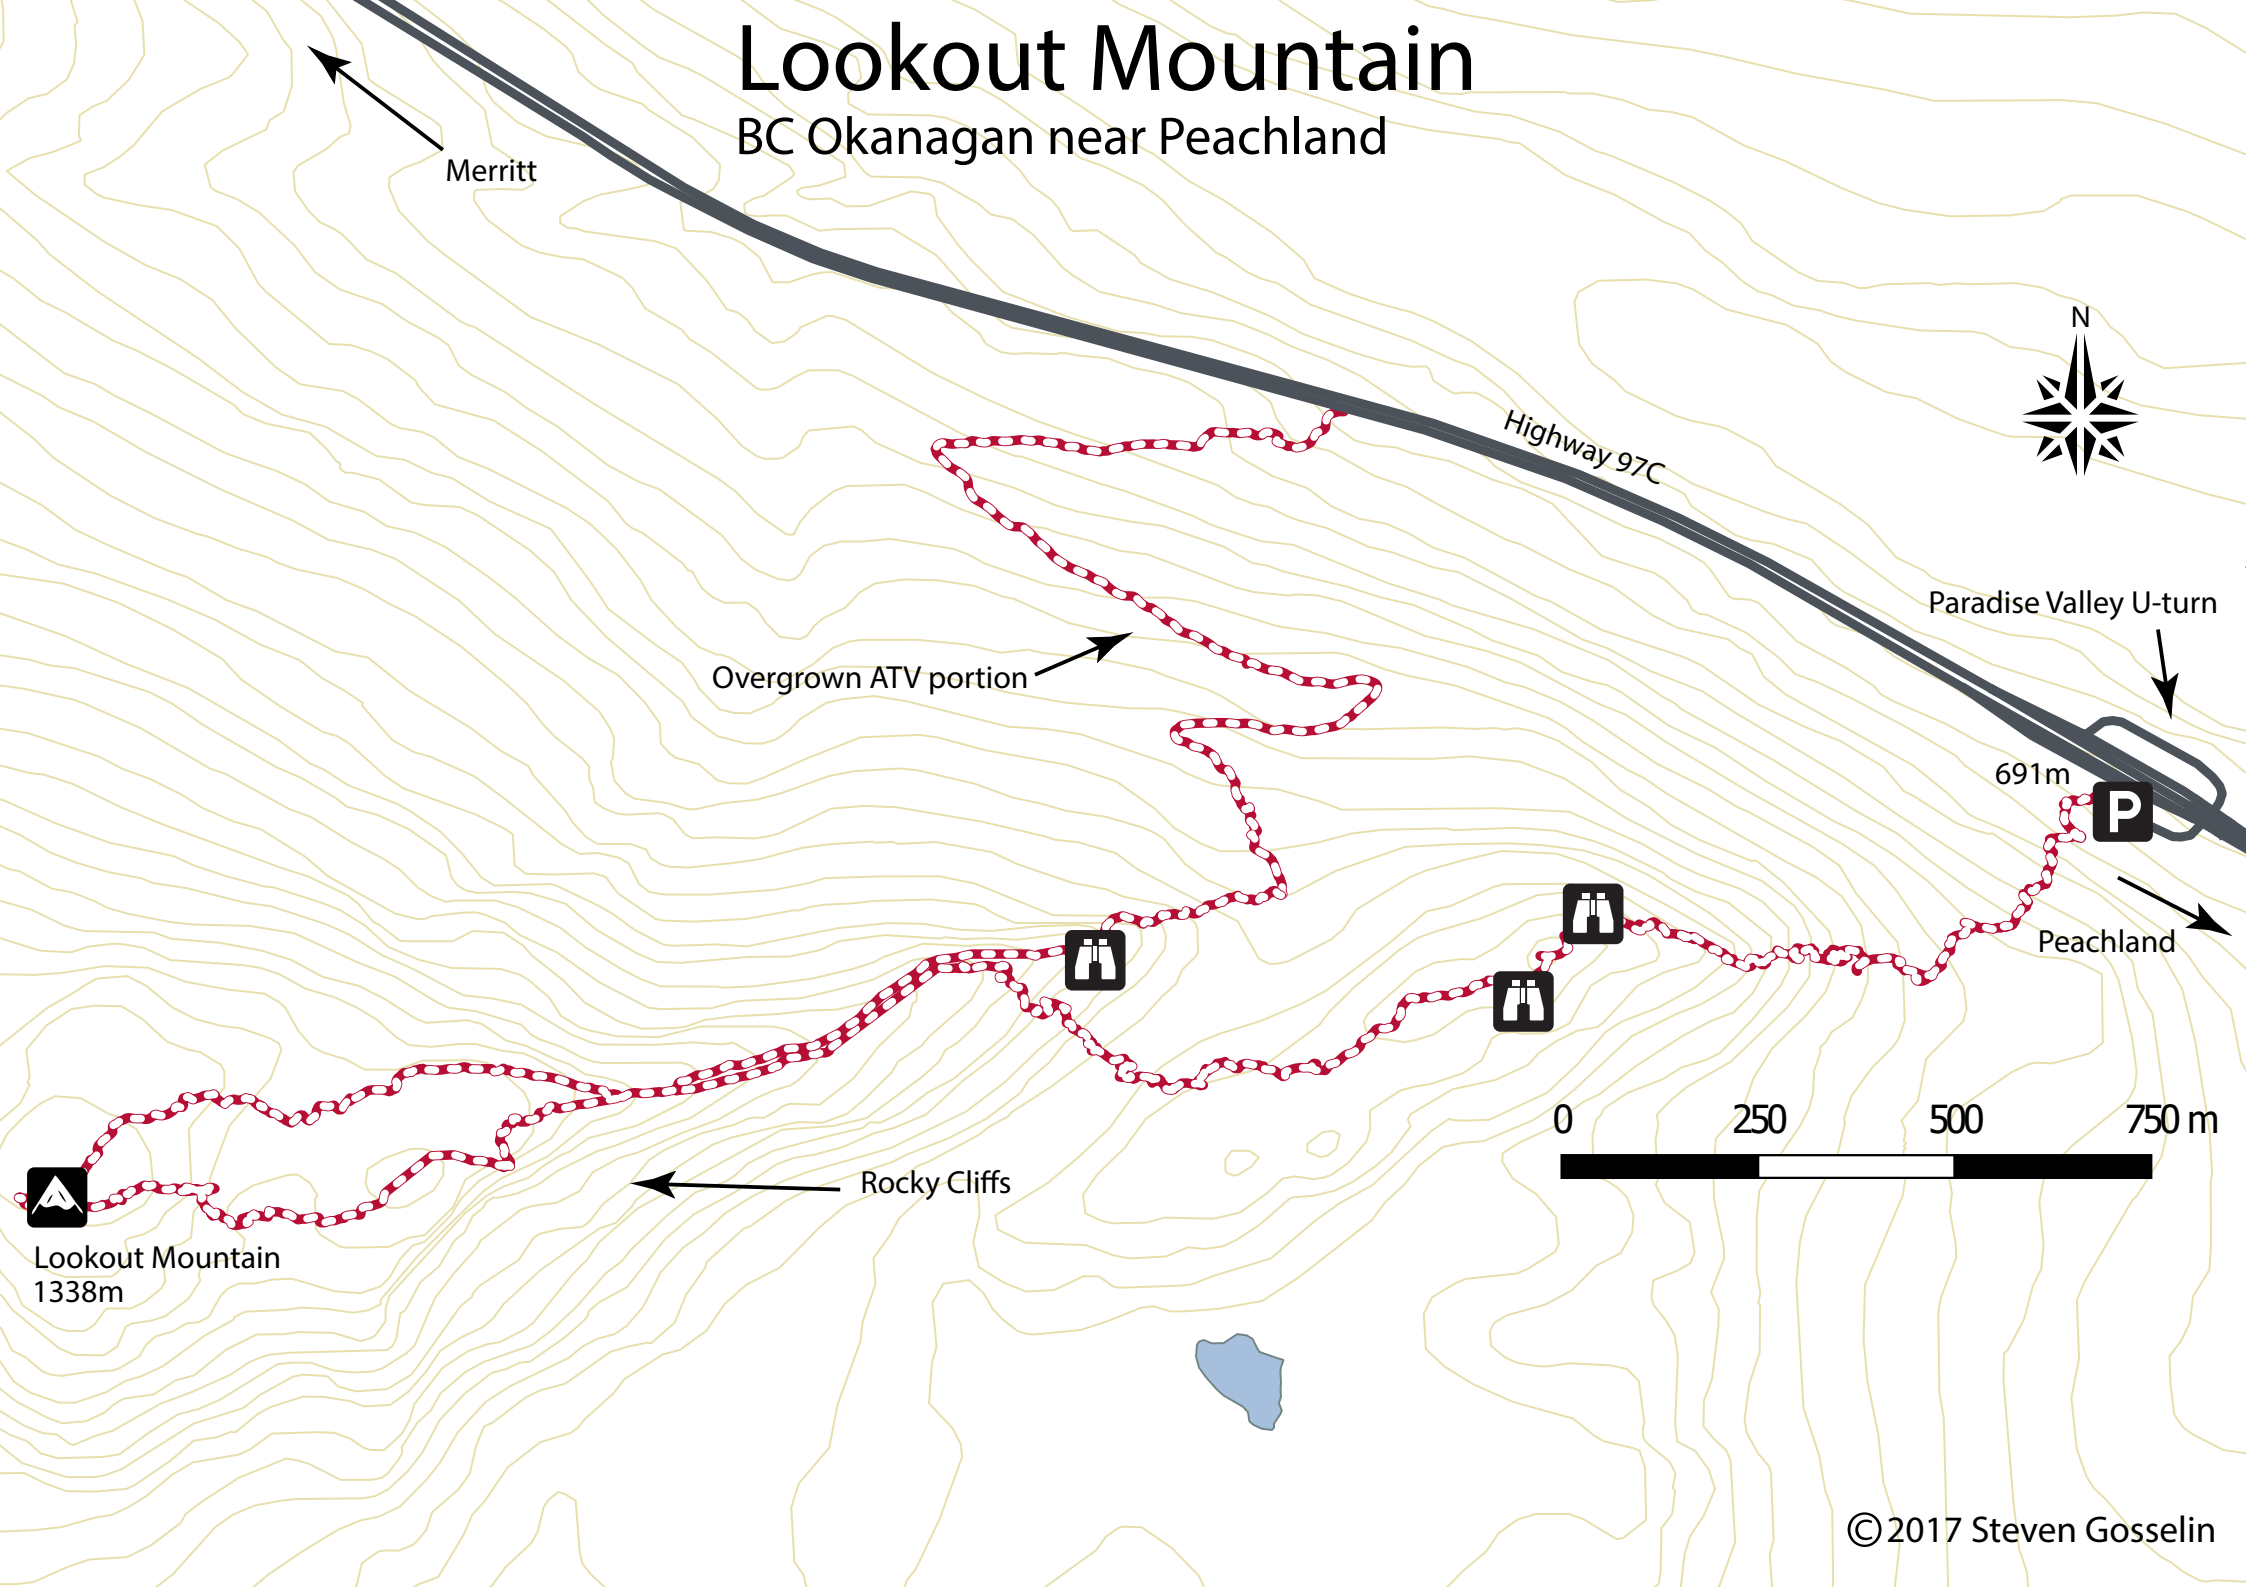 Lookout Mountain
BC Okanagan near Peachland
Merritt
N
Highway 97C
Paradise Valley U-turn
Overgrown ATV portion
691m
P
Peachland
0 250 500 750 m
Rocky Cliffs
Lookout Mountain
1338m
©2017 Steven Gosselin